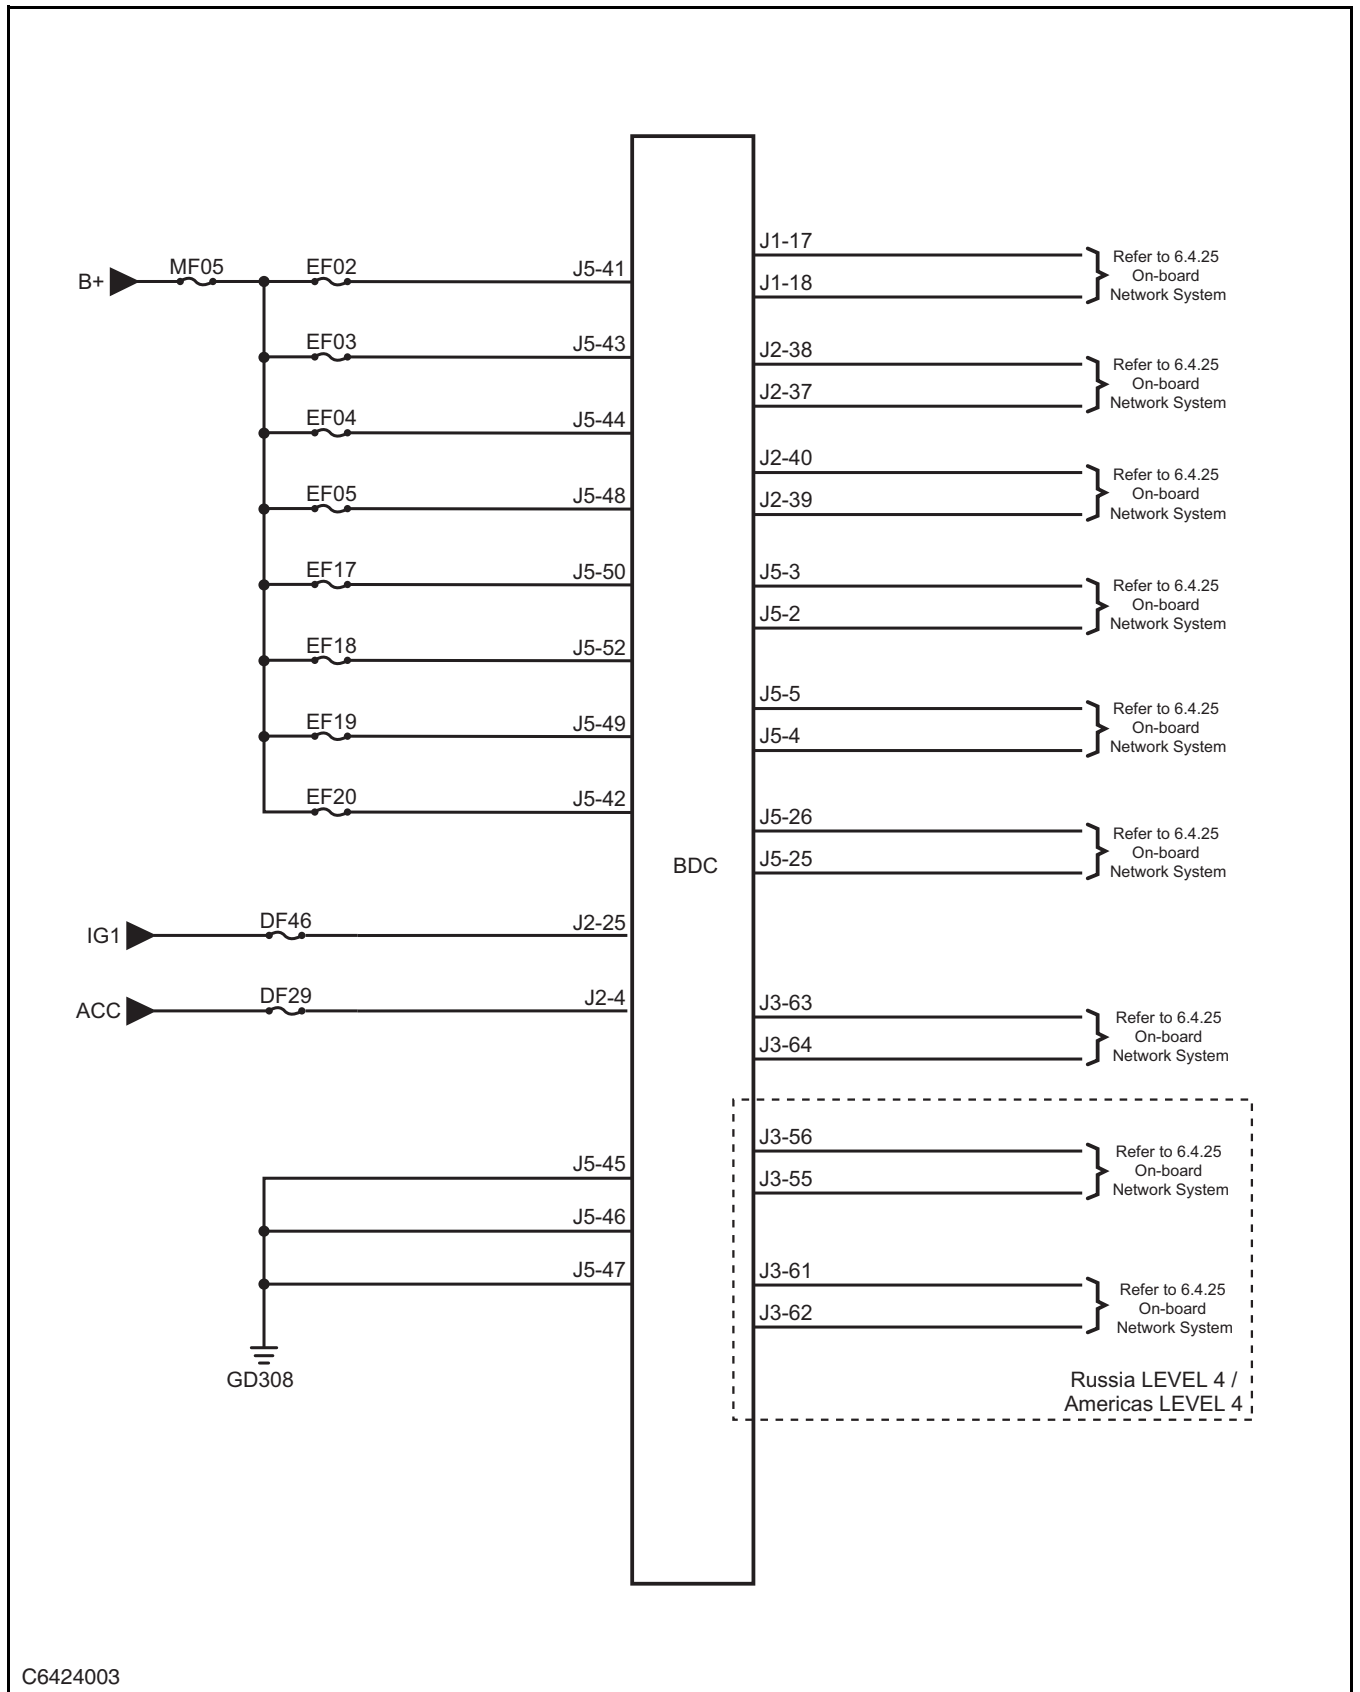 J1-17
J1-18
Refer to 6.4.25
On-board
Network System
B+
MF05
EF02
J5-41
EF03
J5-43
J2-38
J2-37
Refer to 6.4.25
On-board
Network System
EF04
J5-44
J2-40
J2-39
Refer to 6.4.25
On-board
Network System
EF05
J5-48
EF17
J5-50
J5-3
J5-2
Refer to 6.4.25
On-board
Network System
EF18
J5-52
EF19
J5-49
J5-5
J5-4
Refer to 6.4.25
On-board
Network System
EF20
J5-42
J5-26
J5-25
Refer to 6.4.25
On-board
Network System
BDC
IG1
DF46
J2-25
ACC
DF29
J2-4
J3-63
J3-64
Refer to 6.4.25
On-board
Network System
J3-56
J3-55
Refer to 6.4.25
On-board
Network System
J5-45
J5-46
J5-47
GD308
J3-61
J3-62
Refer to 6.4.25
On-board
Network System
Russia LEVEL 4 /
Americas LEVEL 4
C6424003